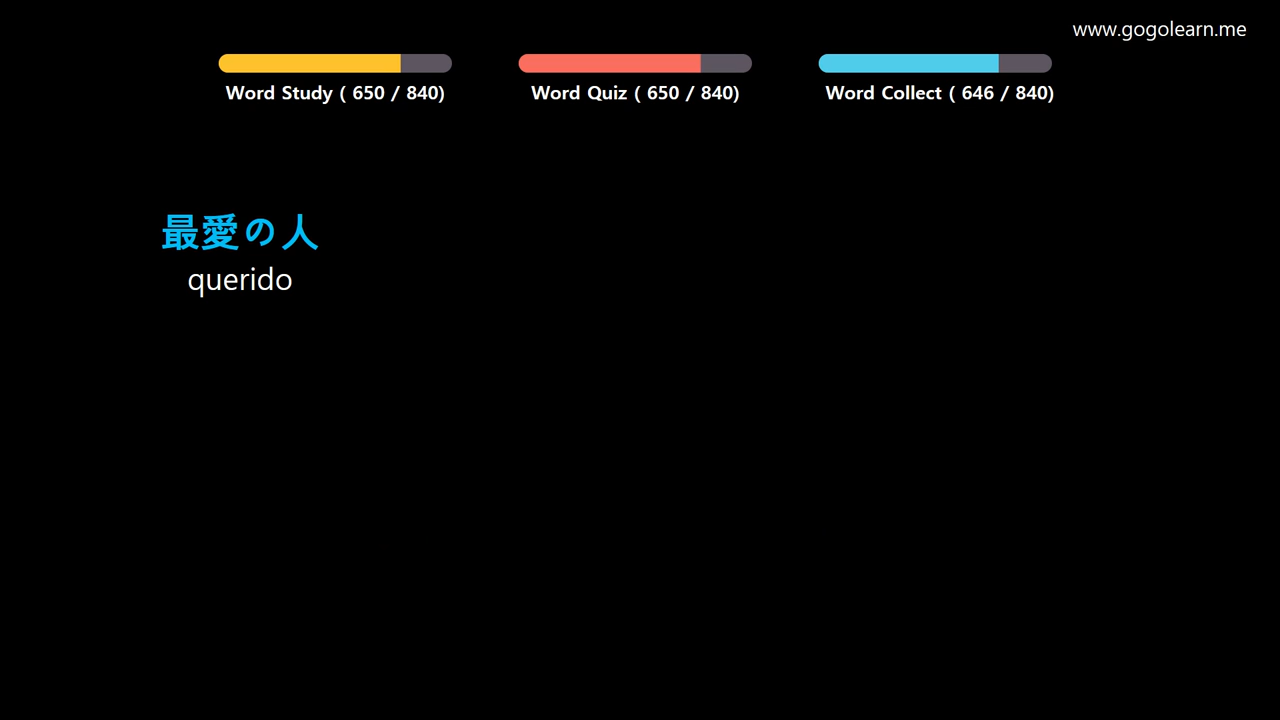 www.gogolearn.me
Word Study ( 650 / 840)
Word Quiz ( 650 / 840)
Word Collect ( 646 / 840)
最愛の人
querido